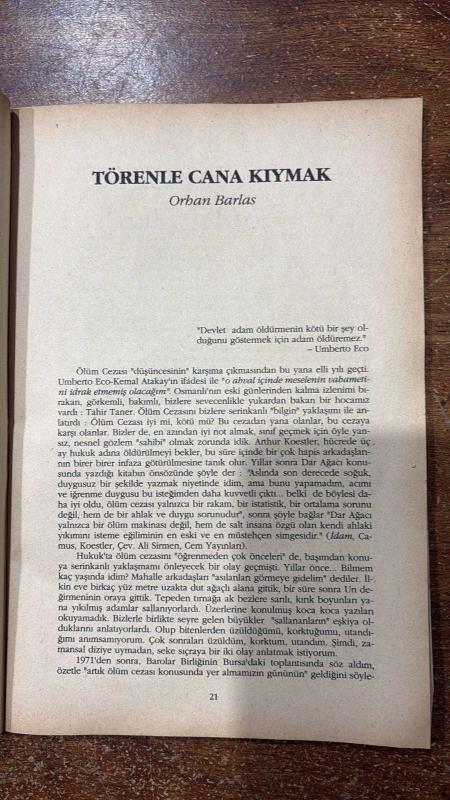 TÖRENLE CANA KIYMAK
Orhan Barlas
"Devlet adam öldürmenin kötü bir şey ol-
duğunu göstermek için adam öldüremez."
– Umberto Eco
Ölüm Cezası "düşüncesinin" karşıma çıkmasından bu yana elli yılı geçti.
Umberto Eco-Kemal Atakay'ın ifadesi ile "o ahval içinde meselenin vahameti-
ni idrak etmemiş olacağım". Osmanlı'nın eski günlerinden kalma izlenimi bı-
rakan, görkemli, bakımlı, bizlere sevecenlikle yukardan bakan bir hocamız
vardı : Tahir Taner. Ölüm Cezasını bizlere serinkanlı "bilgin" yaklaşımı ile an-
latırdı : Ölüm Cezası iyi mi, kötü mü? Bu cezadan yana olanlar, bu cezaya
karşı olanlar. Bizler de, en azından iyi not almak, sınıf geçmek için öyle yan-
sız, nesnel gözlem "sahibi" olmak zorunda idik. Arthur Koestler, hücrede üç
ay hukuk adına öldürülmeyi bekler, bu süre içinde bir çok hapis arkadaşları-
nın birer birer infaza götürülmesine tanık olur. Yıllar sonra Dar Ağacı konu-
sunda yazdığı kitabın önsözünde şöyle der : "Aslında son derecede soğuk,
duygusuz bir şekilde yazmak niyetinde idim, ama bunu yapamadım, acımı
ve iğrenme duygusu bu isteğimden daha kuvvetli çıktı... belki de böylesi da-
ha iyi oldu, ölüm cezası yalnızca bir rakam, bir istatistik, bir ortalama sorunu
değil, hem de bir ahlak ve duygu sorunudur", sonra şöyle bağlar "Dar Ağacı
yalnızca bir ölüm makinası değil, hem de salt insana özgü olan kendi ahlaki
yıkımını isteme eğiliminin en eski ve en müstehçen simgesidir." (İdam, Ca-
mus, Koestler, Çev. Ali Sirmen, Cem Yayınları).
Hukuk'ta ölüm cezasını "öğrenmeden çok önceleri" de, başımdan konu-
ya serinkanlı yaklaşmamı önleyecek bir olay geçmişti. Yıllar önce... Bilmem
kaç yaşında idim? Mahalle arkadaşları "asılanları görmeye gidelim" dediler. İl-
kin eve birkaç yüz metre uzakta dut ağaçlı alana gittik, bir süre sonra Un de-
ğirmeninin oraya gittik. Tepeden tırnağa ak bezlere sarılı, kırık boyunları ya-
na yıkılmış adamlar sallanıyorlardı. Üzerlerine konulmuş koca koca yazıları
okuyamadık. Bizlerle birlikte seyre gelen büyükler "sallananların" eşkiya ol-
duklarını anlatıyorlardı. Olup bitenlerden üzüldüğümü, korktuğumu, utandı-
ğımı anımsamıyorum. Çok sonraları üzüldüm, korktum, utandım. Şimdi, za-
mansal diziye uymadan, seke sıçraya bir iki olay anlatmak istiyorum.
1971'den sonra, Barolar Birliğinin Bursa'daki toplantısında söz aldım,
özetle "artık ölüm cezası konusunda yer almamızın gününün" geldiğini söyle-
21